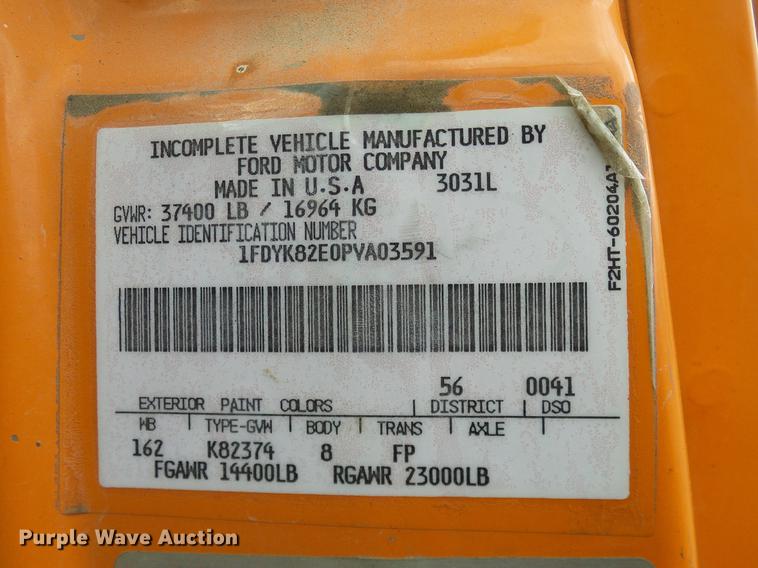 INCOMPLETE VEHICLE MANUFACTURED BY
FORD MOTOR COMPANY
MADE IN U.S.A 3031L
GVWR: 37400 LB / 16964 KG
VEHICLE IDENTIFICATION NUMBER
1FDYK82E0PVA03591
F2HT-60204A
56 0041
EXTERIOR PAINT COLORS DISTRICT DSO
WB TYPE-GVW BODY TRANS AXLE
162 K82374 8 FP
FGAWR 14400LB RGAWR 23000LB
Purple Wave Auction